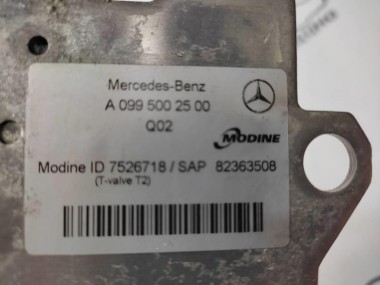 Mercedes-Benz
A 099 500 25 00
Q02
MODINE
Modine ID 7526718 / SAP 82363508
(T-valve T2)